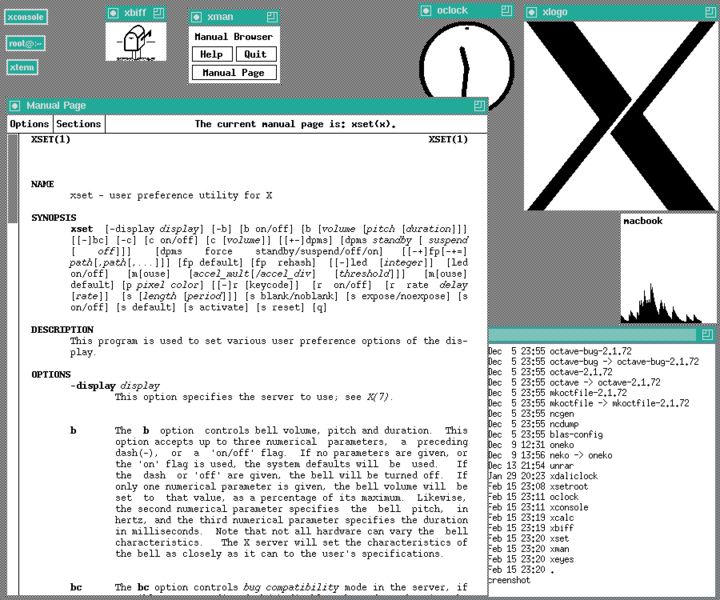 xconsole
root@:~
xterm
xbiff
xman
Manual Browser
Help
Quit
Manual Page
oclock
xlogo
macbook
Manual Page
Options
Sections
The current manual page is: xset(x).
XSET(1) XSET(1)
NAME
xset - user preference utility for X
SYNOPSIS
xset [-display display] [-b] [b on/off] [b [volume [pitch [duration]]]
[[-]bc] [-c] [c on/off] [c [volume]] [[+-]dpms] [dpms standby [ suspend
[ off]]] [dpms force standby/suspend/off/on] [[-+]fp[-+=]
path[,path[,...]]] [fp default] [fp rehash] [[-]led [integer]] [led
on/off] [m[ouse] [accel_mult[/accel_div] [threshold]]] [m[ouse]
default] [p pixel color] [[-]r [keycode]] [r on/off] [r rate delay
[rate]] [s [length [period]]] [s blank/noblank] [s expose/noexpose] [s
on/off] [s default] [s activate] [s reset] [q]
DESCRIPTION
This program is used to set various user preference options of the dis-
play.
OPTIONS
-display display
This option specifies the server to use; see X(7).
b The b option controls bell volume, pitch and duration. This
option accepts up to three numerical parameters, a preceding
dash(-), or a 'on/off' flag. If no parameters are given, or
the 'on' flag is used, the system defaults will be used. If
the dash or 'off' are given, the bell will be turned off. If
only one numerical parameter is given, the bell volume will be
set to that value, as a percentage of its maximum. Likewise,
the second numerical parameter specifies the bell pitch, in
hertz, and the third numerical parameter specifies the duration
in milliseconds. Note that not all hardware can vary the bell
characteristics. The X server will set the characteristics of
the bell as closely as it can to the user's specifications.
bc The bc option controls bug compatibility mode in the server, if
Dec 5 23:55 octave-bug-2.1.72
Dec 5 23:55 octave-bug -> octave-bug-2.1.72
Dec 5 23:55 octave-2.1.72
Dec 5 23:55 octave -> octave-2.1.72
Dec 5 23:55 mkoctfile-2.1.72
Dec 5 23:55 mkoctfile -> mkoctfile-2.1.72
Dec 5 23:55 ncgen
Dec 5 23:55 ncdump
Dec 5 23:55 blas-config
Dec 9 12:31 oneko
Dec 9 13:56 neko -> oneko
Dec 13 21:54 unrar
Jan 29 20:23 xdaliclock
Feb 15 23:08 xsetroot
Feb 15 23:11 oclock
Feb 15 23:11 xconsole
Feb 15 23:19 xcalc
Feb 15 23:19 xbiff
Feb 15 23:20 xset
Feb 15 23:20 xman
Feb 15 23:20 xeyes
Feb 15 23:20 .
creenshot